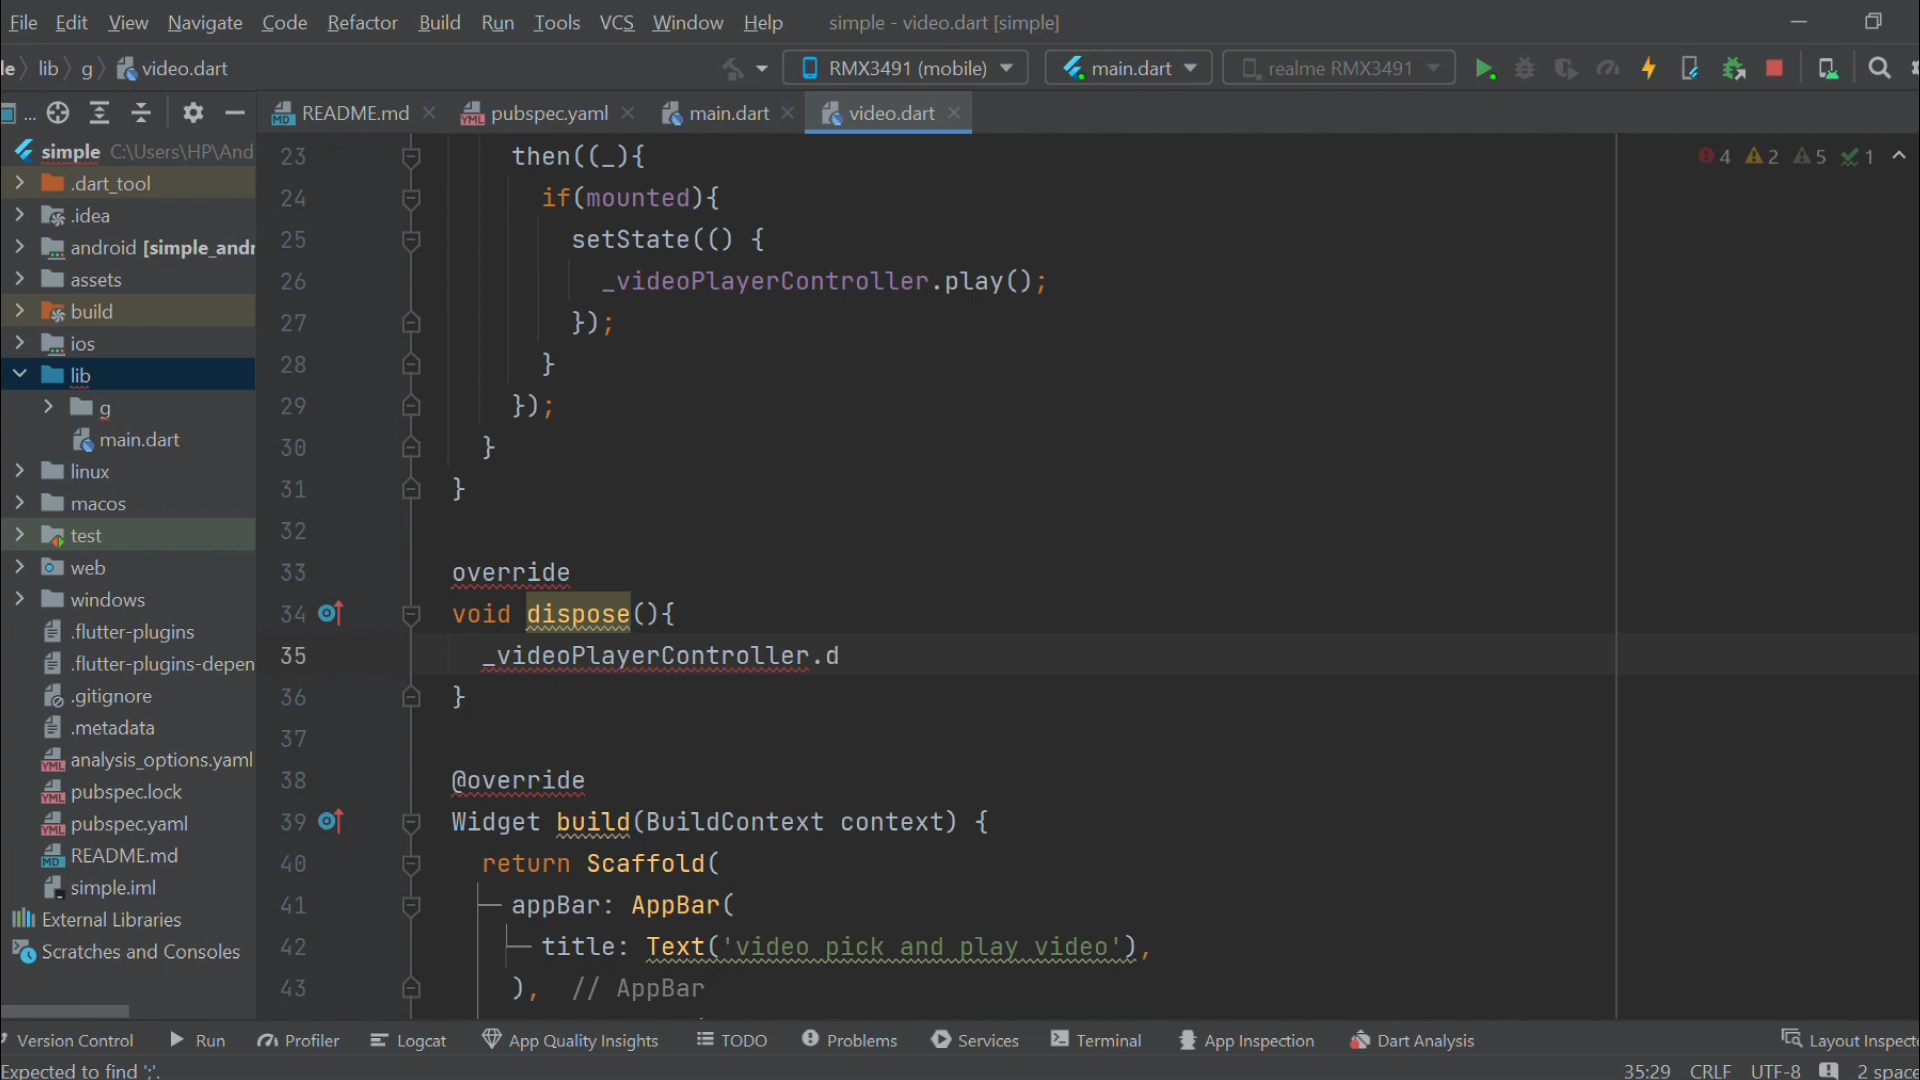 File Edit View Navigate Code Refactor Build Run Tools VCS Window Help simple - video.dart [simple]
le lib g video.dart RMX3491 (mobile) main.dart realme RMX3491
... README.md pubspec.yaml main.dart video.dart
simple C:\Users\HP\And
.dart_tool
.idea
android [simple_andr
assets
build
ios
lib
g
main.dart
linux
macos
test
web
windows
.flutter-plugins
.flutter-plugins-depen
.gitignore
.metadata
analysis_options.yaml
pubspec.lock
pubspec.yaml
README.md
simple.iml
External Libraries
Scratches and Consoles
4 2 5 1
23 then((_){
24 if(mounted){
25 setState(() {
26 _videoPlayerController.play();
27 });
28 }
29 });
30 }
31 }
32
33 override
34 void dispose(){
35 _videoPlayerController.d
36 }
37
38 @override
39 Widget build(BuildContext context) {
40 return Scaffold(
41 appBar: AppBar(
42 title: Text('video pick and play video'),
43 ), // AppBar
Version Control Run Profiler Logcat App Quality Insights TODO Problems Services Terminal App Inspection Dart Analysis Layout Inspecto
Expected to find ';'. 35:29 CRLF UTF-8 2 space